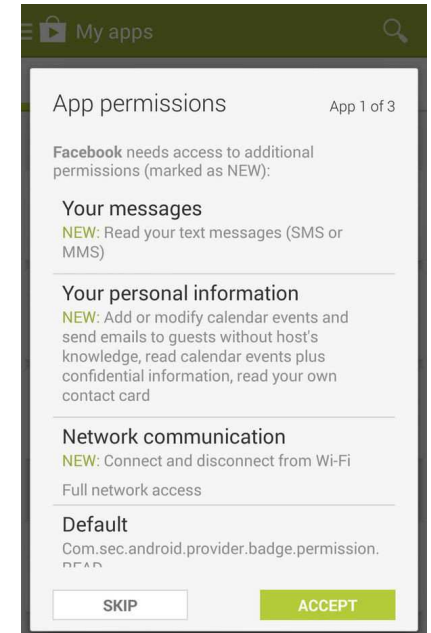 My apps
App permissions
App 1 of 3
Facebook needs access to additional
permissions (marked as NEW):
Your messages
NEW: Read your text messages (SMS or
MMS)
Your personal information
NEW: Add or modify calendar events and
send emails to guests without host's
knowledge, read calendar events plus
confidential information, read your own
contact card
Network communication
NEW: Connect and disconnect from Wi-Fi
Full network access
Default
Com.sec.android.provider.badge.permission.
READ
SKIP
ACCEPT